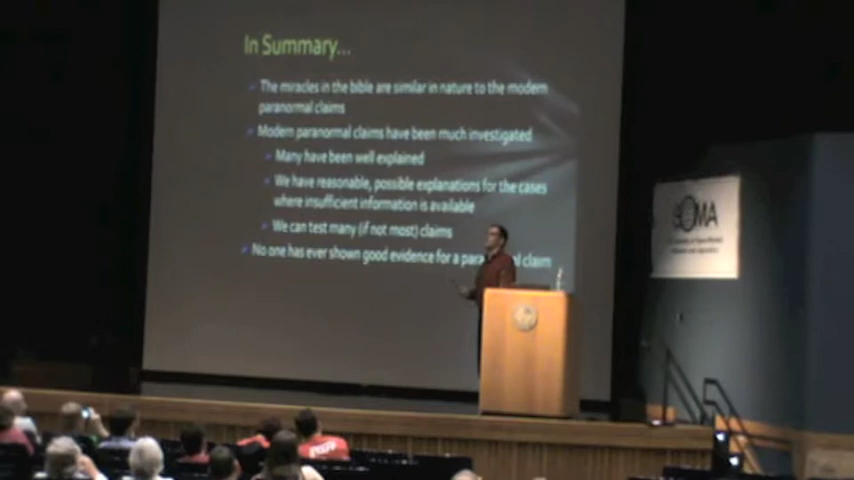 In Summary...
The miracles in the bible are similar in nature to the modern
paranormal claims
Modern paranormal claims have been much investigated
Many have been well explained
We have reasonable, possible explanations for the cases
where insufficient information is available
We can test many (if not most) claims
No one has ever shown good evidence for a para l claim
SOMA